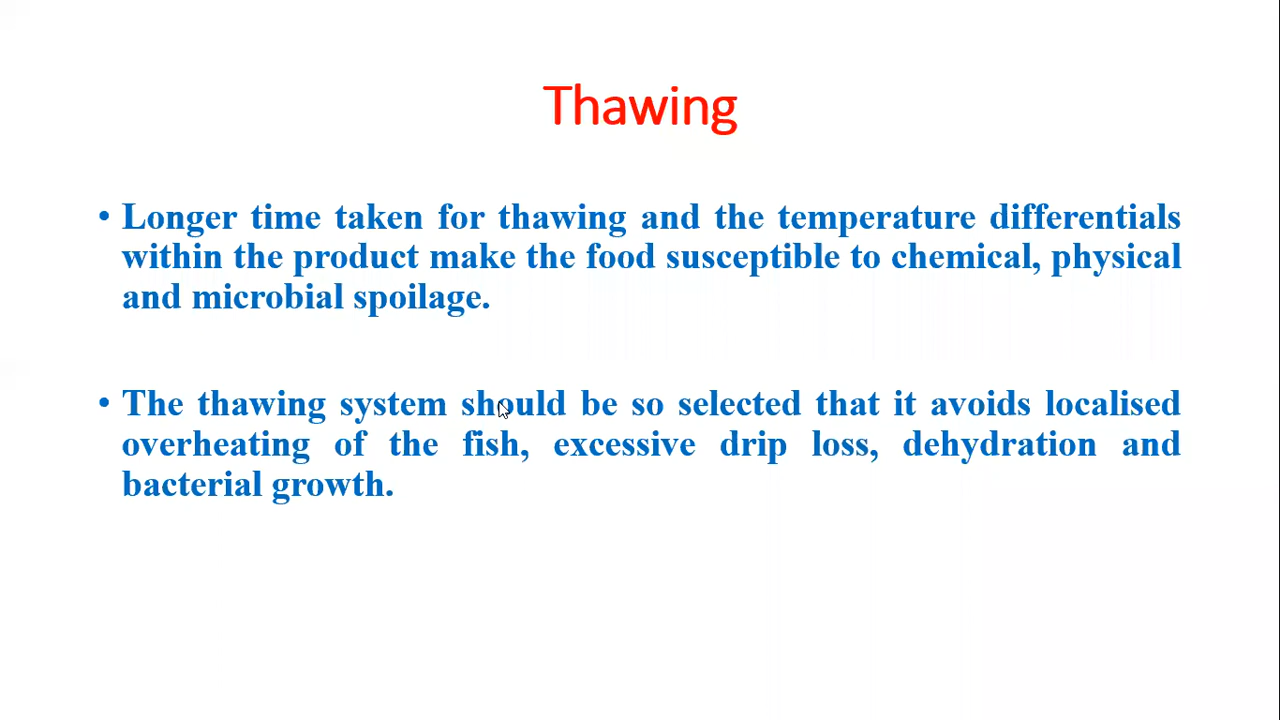 Thawing
• Longer time taken for thawing and the temperature differentials
within the product make the food susceptible to chemical, physical
and microbial spoilage.
• The thawing system should be so selected that it avoids localised
overheating of the fish, excessive drip loss, dehydration and
bacterial growth.